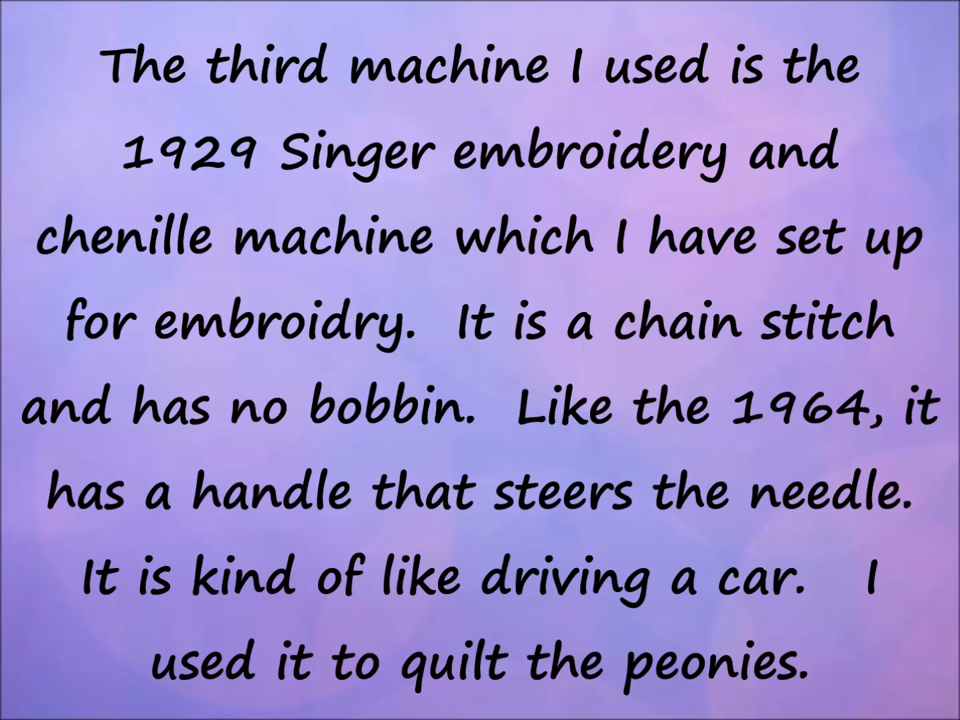 The third machine I used is the
1929 Singer embroidery and
chenille machine which I have set up
for embroidry.  It is a chain stitch
and has no bobbin.  Like the 1964, it
has a handle that steers the needle.
It is kind of like driving a car.   I
used it to quilt the peonies.